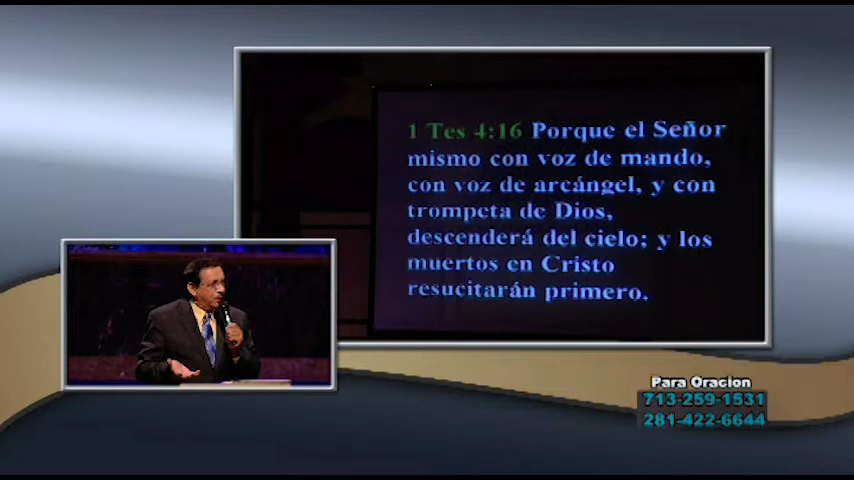 1 Tes 4:16 Porque el Señor
mismo con voz de mando,
con voz de arcángel, y con
trompeta de Dios,
descenderá del cielo; y los
muertos en Cristo
resucitarán primero.
Para Oracion
713-259-1531
281-422-6644